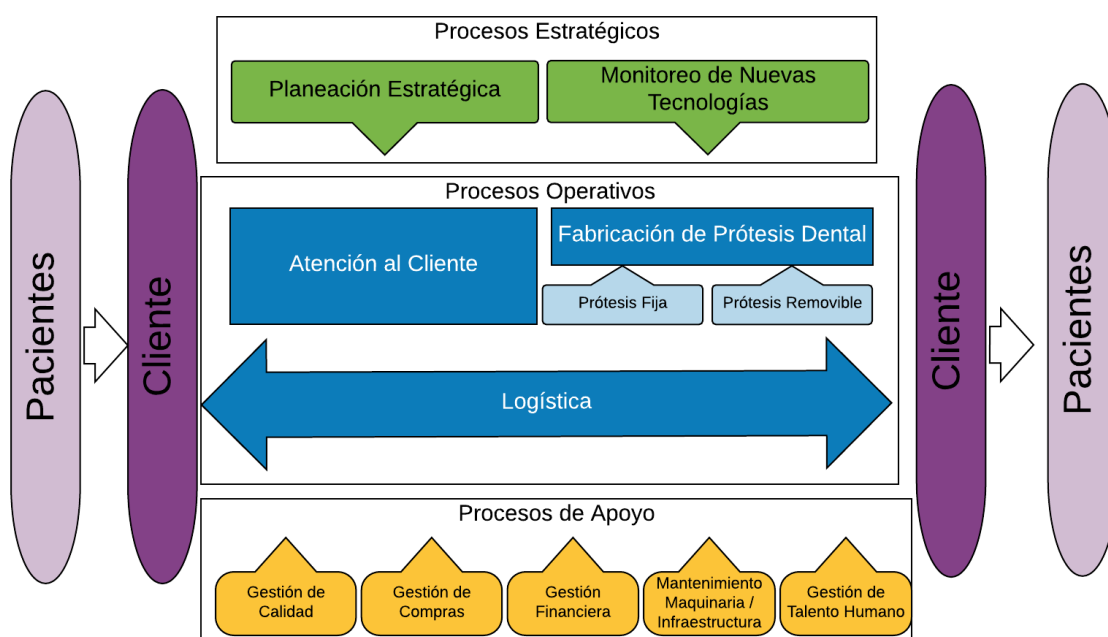 Procesos Estratégicos
Planeación Estratégica
Monitoreo de Nuevas
Tecnologías
Pacientes
Cliente
Procesos Operativos
Atención al Cliente
Fabricación de Prótesis Dental
Prótesis Fija
Prótesis Removible
Logística
Cliente
Pacientes
Procesos de Apoyo
Gestión de
Calidad
Gestión de
Compras
Gestión
Financiera
Mantenimiento
Maquinaria /
Infraestructura
Gestión de
Talento Humano